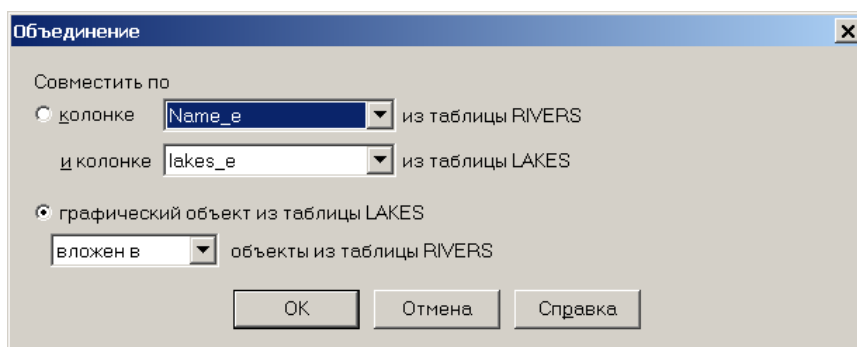 Объединение
Совместить по
колонке Name_e из таблицы RIVERS
и колонке lakes_e из таблицы LAKES
графический объект из таблицы LAKES
вложен в объекты из таблицы RIVERS
OK Отмена Справка